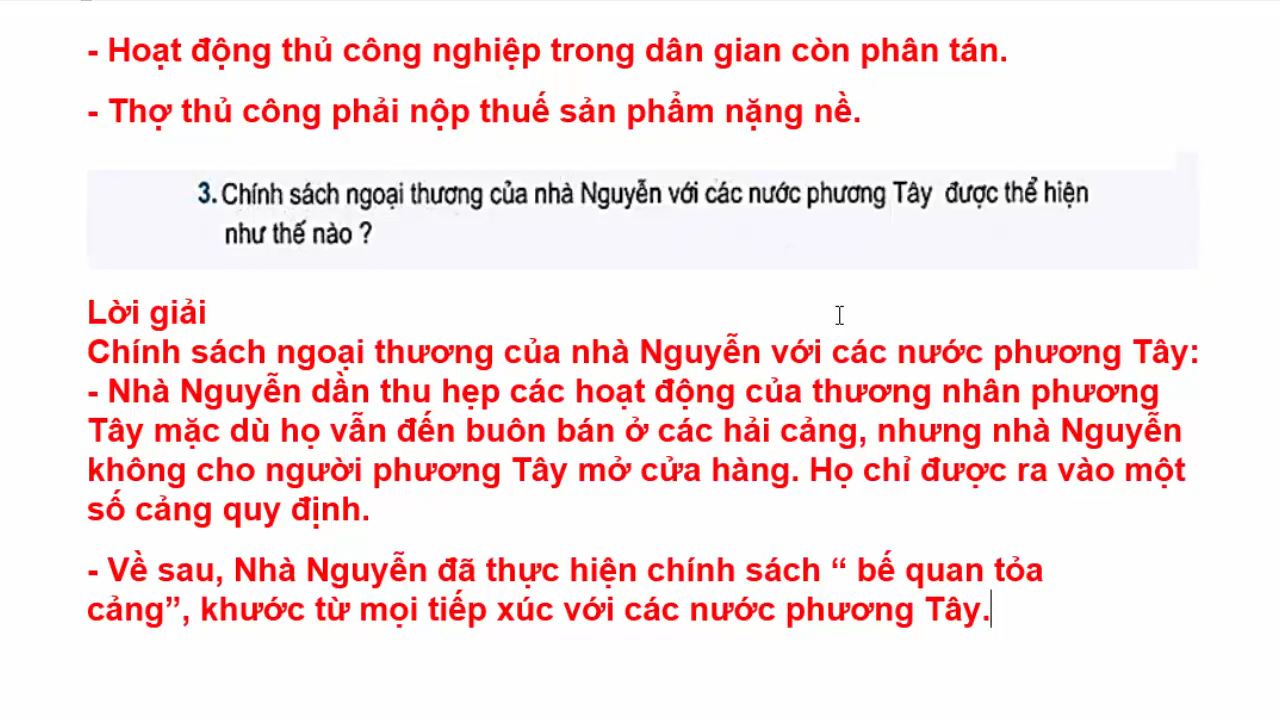 - Hoạt động thủ công nghiệp trong dân gian còn phân tán.
- Thợ thủ công phải nộp thuế sản phẩm nặng nề.
3. Chính sách ngoại thương của nhà Nguyễn với các nước phương Tây được thể hiện
như thế nào ?
Lời giải
Chính sách ngoại thương của nhà Nguyễn với các nước phương Tây:
- Nhà Nguyễn dần thu hẹp các hoạt động của thương nhân phương
Tây mặc dù họ vẫn đến buôn bán ở các hải cảng, nhưng nhà Nguyễn
không cho người phương Tây mở cửa hàng. Họ chỉ được ra vào một
số cảng quy định.
- Về sau, Nhà Nguyễn đã thực hiện chính sách “ bế quan tỏa
cảng”, khước từ mọi tiếp xúc với các nước phương Tây.